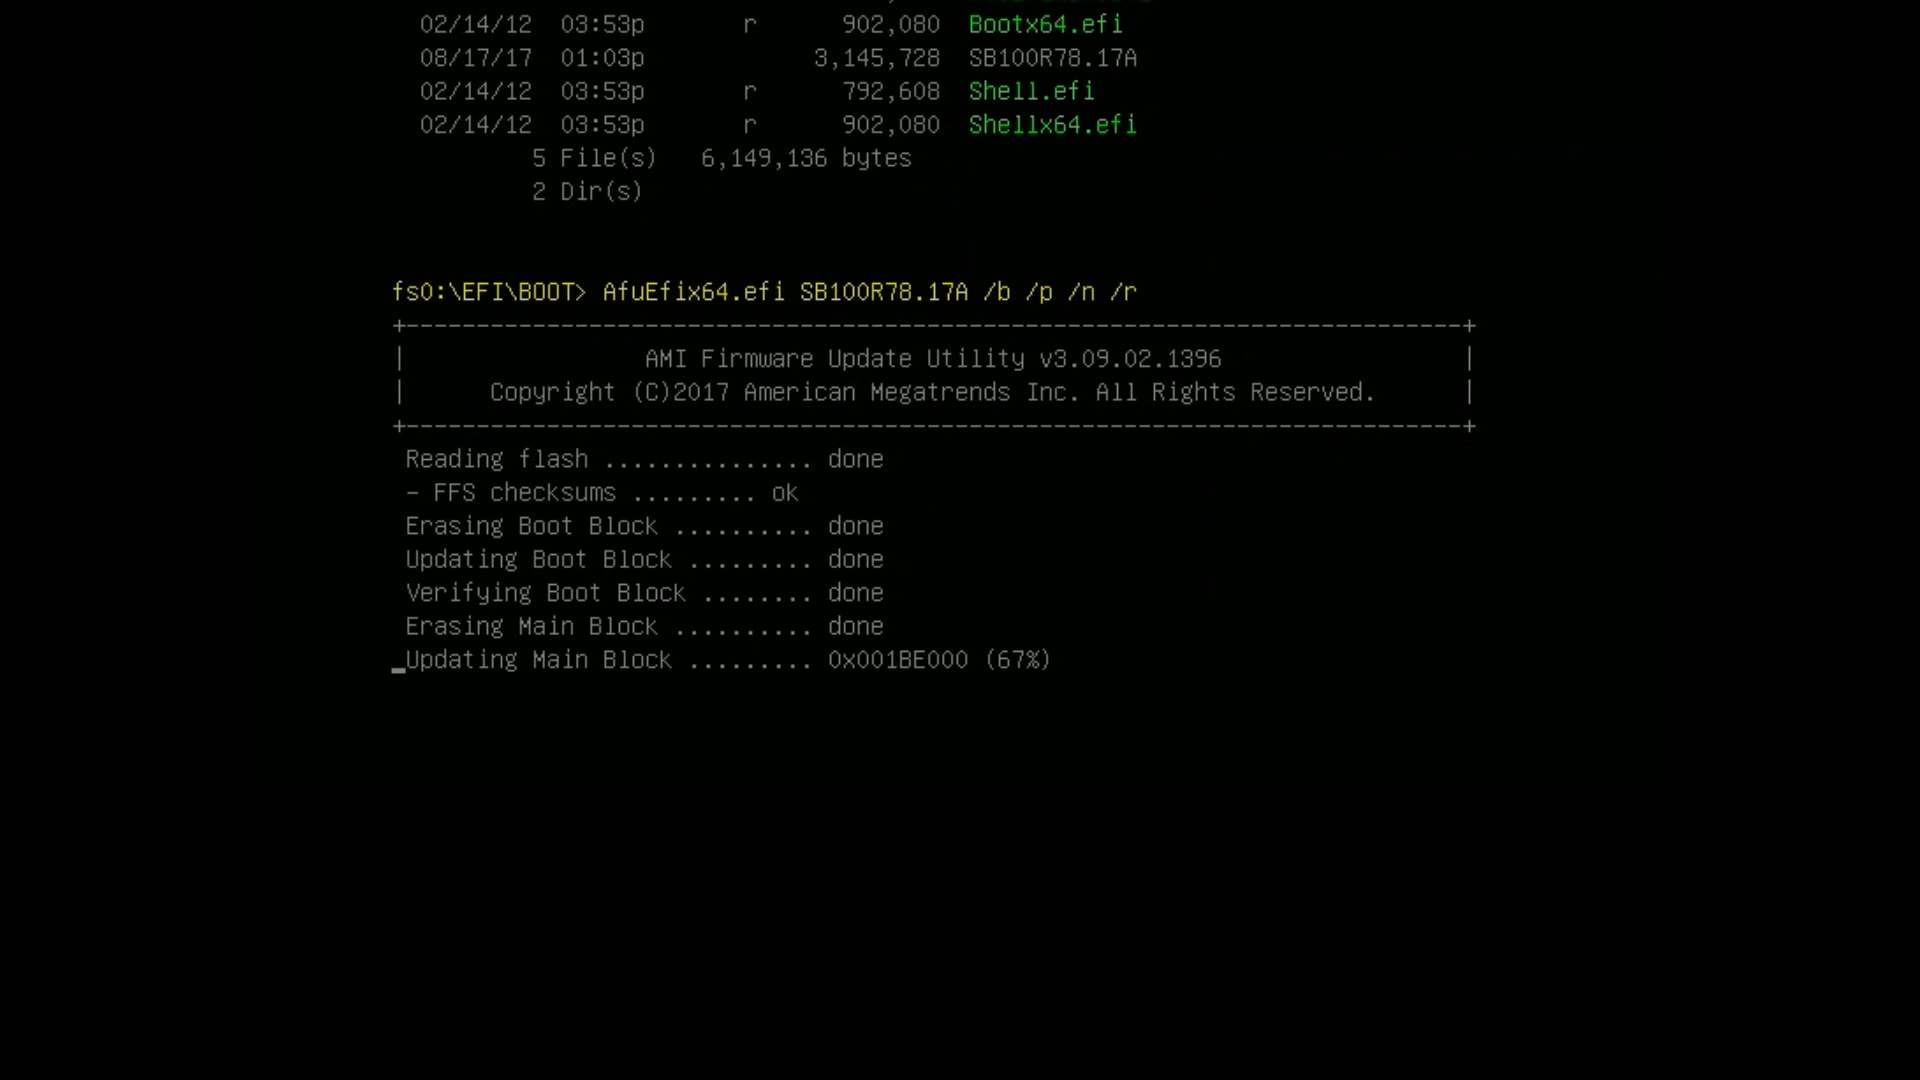 02/14/12  03:53p       r      902,080  Bootx64.efi
08/17/17  01:03p            3,145,728  SB100R78.17A
02/14/12  03:53p       r      792,608  Shell.efi
02/14/12  03:53p       r      902,080  Shellx64.efi
5 File(s)   6,149,136 bytes
2 Dir(s)
fs0:\EFI\BOOT> AfuEfix64.efi SB100R78.17A /b /p /n /r
+---------------------------------------------------------------------------+
|                 AMI Firmware Update Utility v3.09.02.1396                 |
|      Copyright (C)2017 American Megatrends Inc. All Rights Reserved.      |
+---------------------------------------------------------------------------+
Reading flash ............... done
- FFS checksums ......... ok
Erasing Boot Block .......... done
Updating Boot Block ......... done
Verifying Boot Block ........ done
Erasing Main Block .......... done
_Updating Main Block ......... 0x001BE000 (67%)